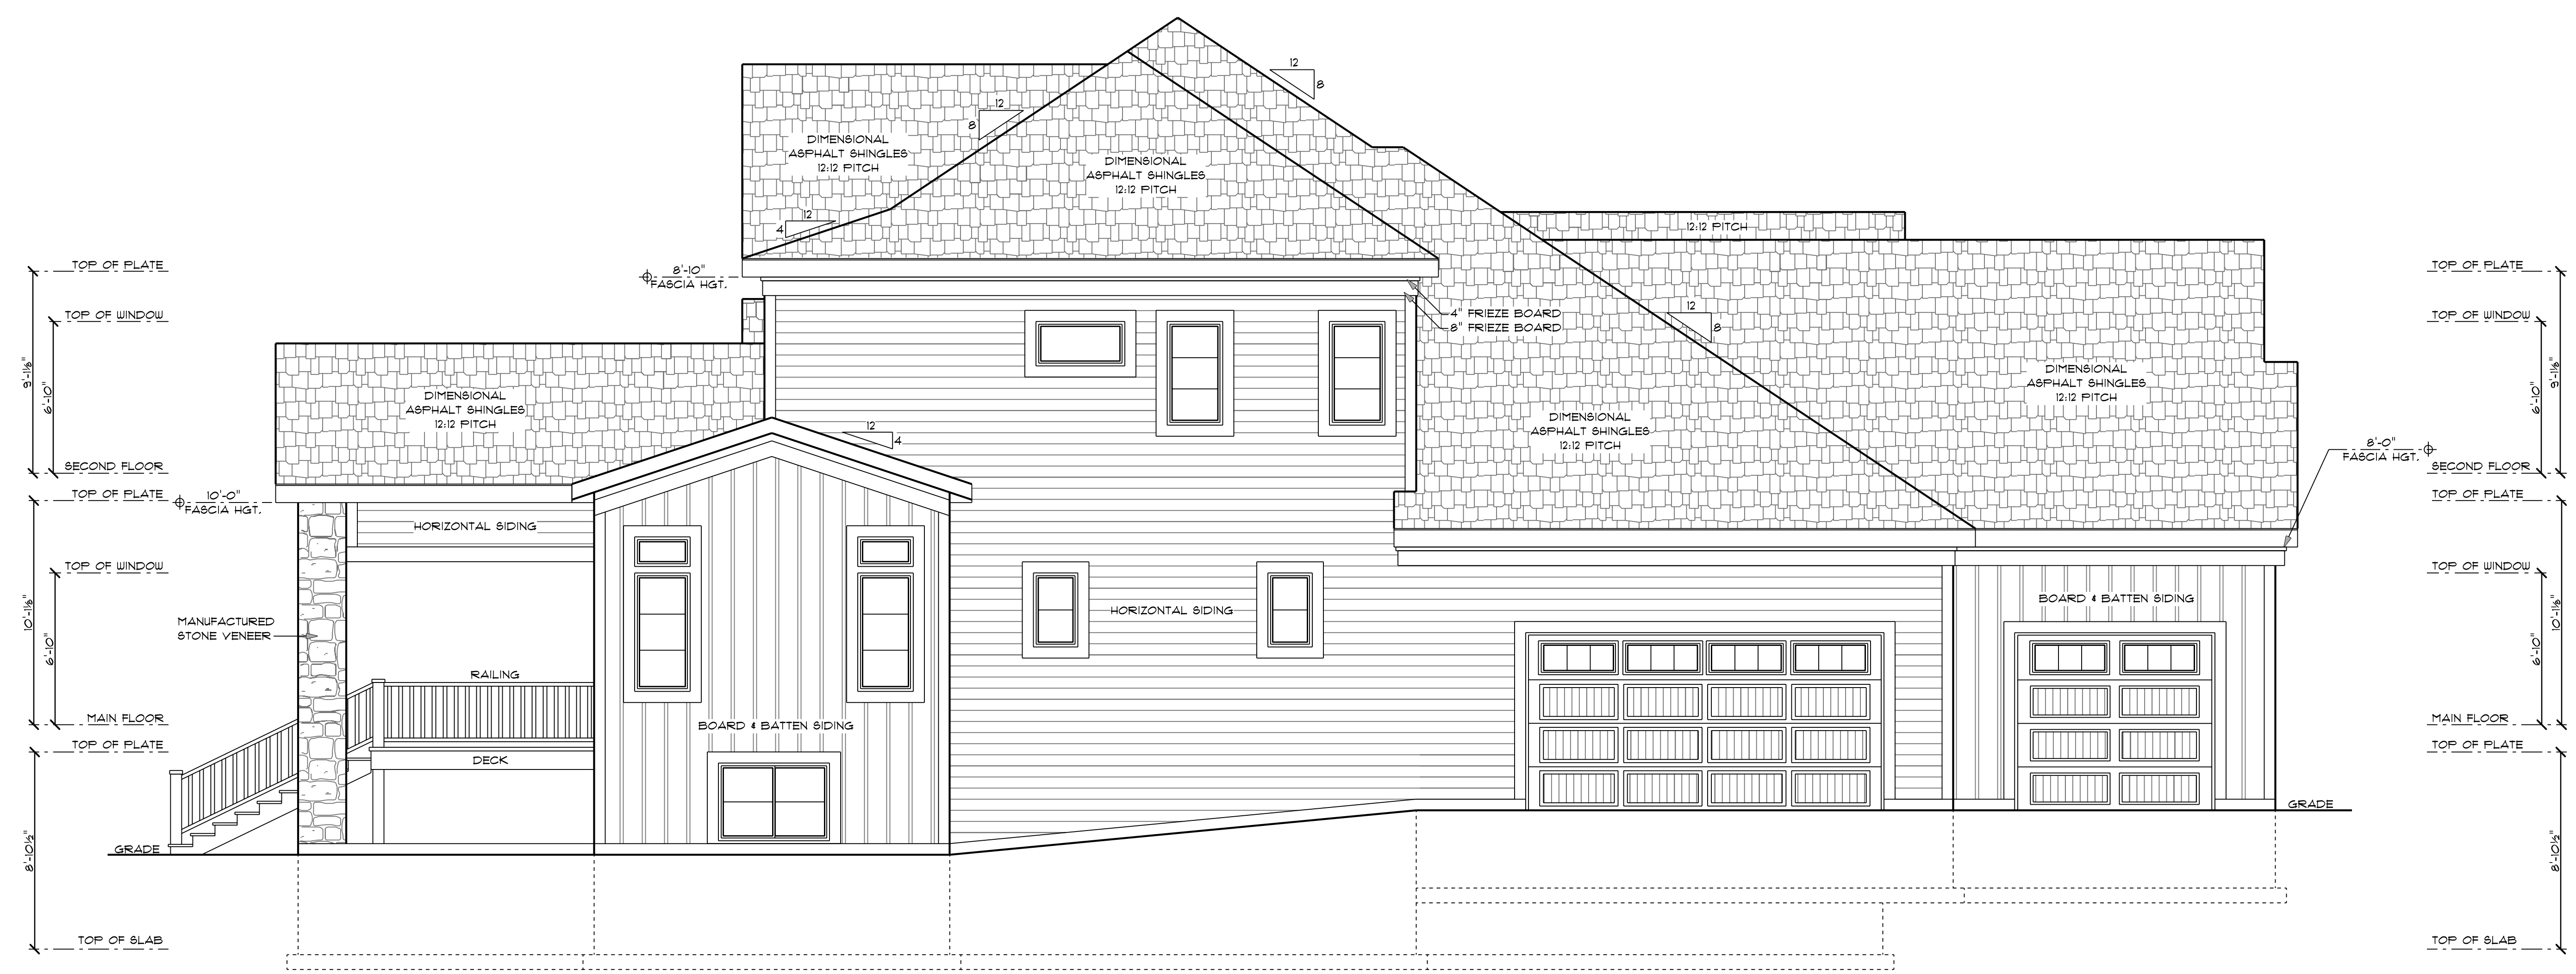 12
8
12
8
DIMENSIONAL
ASPHALT SHINGLES
12:12 PITCH
DIMENSIONAL
ASPHALT SHINGLES
12:12 PITCH
12
4
12:12 PITCH
TOP OF PLATE
8'-10"
FASCIA HGT.
TOP OF PLATE
TOP OF WINDOW
4" FRIEZE BOARD
8" FRIEZE BOARD
12
8
TOP OF WINDOW
9'-1⅛"
6'-10"
DIMENSIONAL
ASPHALT SHINGLES
12:12 PITCH
12
4
DIMENSIONAL
ASPHALT SHINGLES
12:12 PITCH
DIMENSIONAL
ASPHALT SHINGLES
12:12 PITCH
6'-10"
9'-1⅛"
8'-0"
FASCIA HGT.
SECOND FLOOR
SECOND FLOOR
TOP OF PLATE
10'-0"
FASCIA HGT.
TOP OF PLATE
HORIZONTAL SIDING
TOP OF WINDOW
TOP OF WINDOW
10'-1⅛"
6'-10"
MANUFACTURED
STONE VENEER
HORIZONTAL SIDING
BOARD & BATTEN SIDING
6'-10"
10'-1⅛"
RAILING
MAIN FLOOR
BOARD & BATTEN SIDING
MAIN FLOOR
TOP OF PLATE
DECK
TOP OF PLATE
GRADE
GRADE
8'-10½"
8'-10½"
TOP OF SLAB
TOP OF SLAB